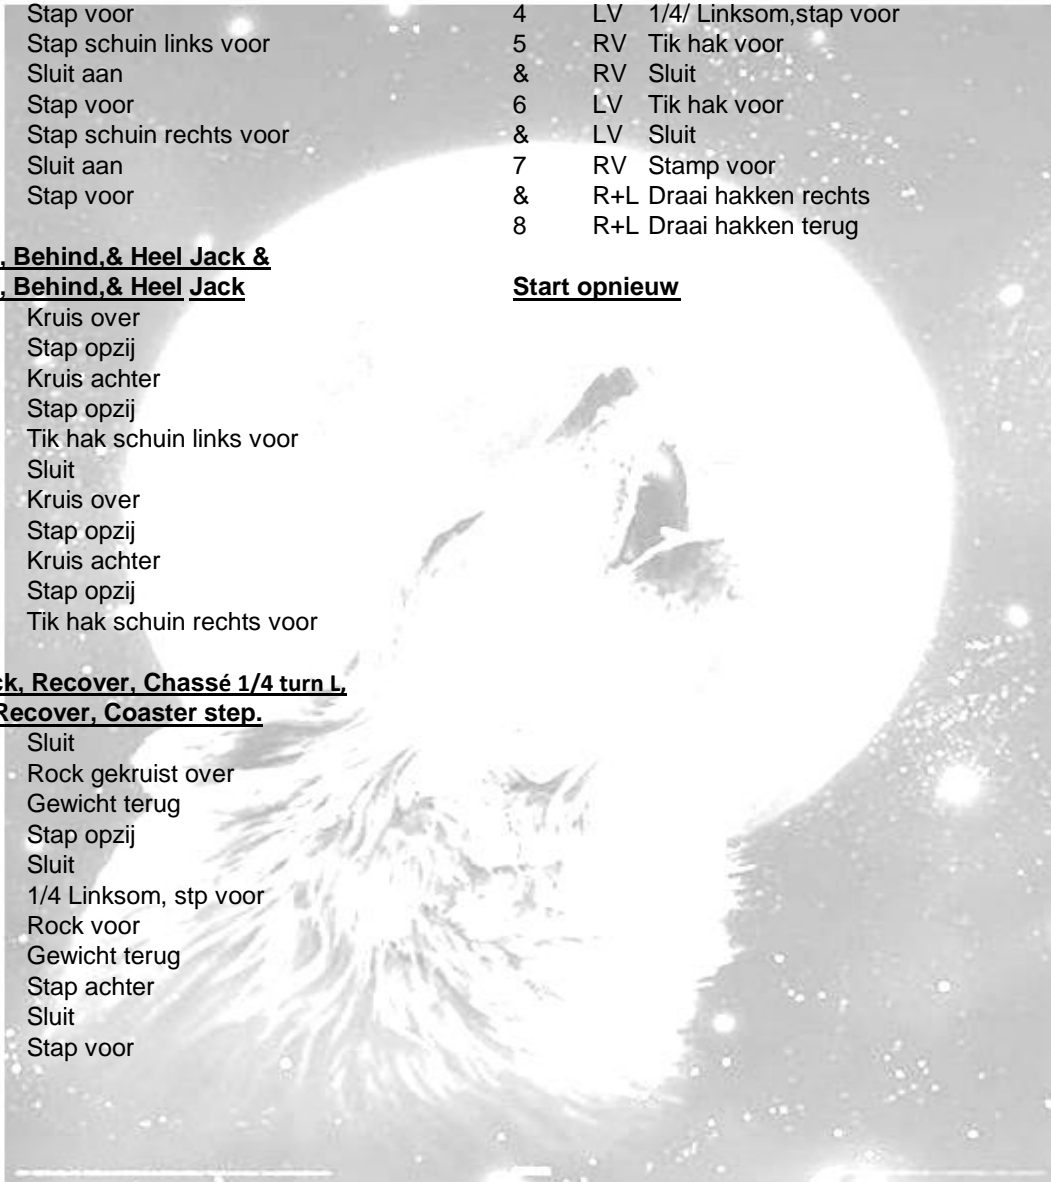 Stap voor
Stap schuin links voor
Sluit aan
Stap voor
Stap schuin rechts voor
Sluit aan
Stap voor
, Behind,& Heel Jack &
, Behind,& Heel Jack
Kruis over
Stap opzij
Kruis achter
Stap opzij
Tik hak schuin links voor
Sluit
Kruis over
Stap opzij
Kruis achter
Stap opzij
Tik hak schuin rechts voor
ck, Recover, Chassé 1/4 turn L,
Recover, Coaster step.
Sluit
Rock gekruist over
Gewicht terug
Stap opzij
Sluit
1/4 Linksom, stp voor
Rock voor
Gewicht terug
Stap achter
Sluit
Stap voor
4 LV 1/4/ Linksom,stap voor
5 RV Tik hak voor
& RV Sluit
6 LV Tik hak voor
& LV Sluit
7 RV Stamp voor
& R+L Draai hakken rechts
8 R+L Draai hakken terug
Start opnieuw